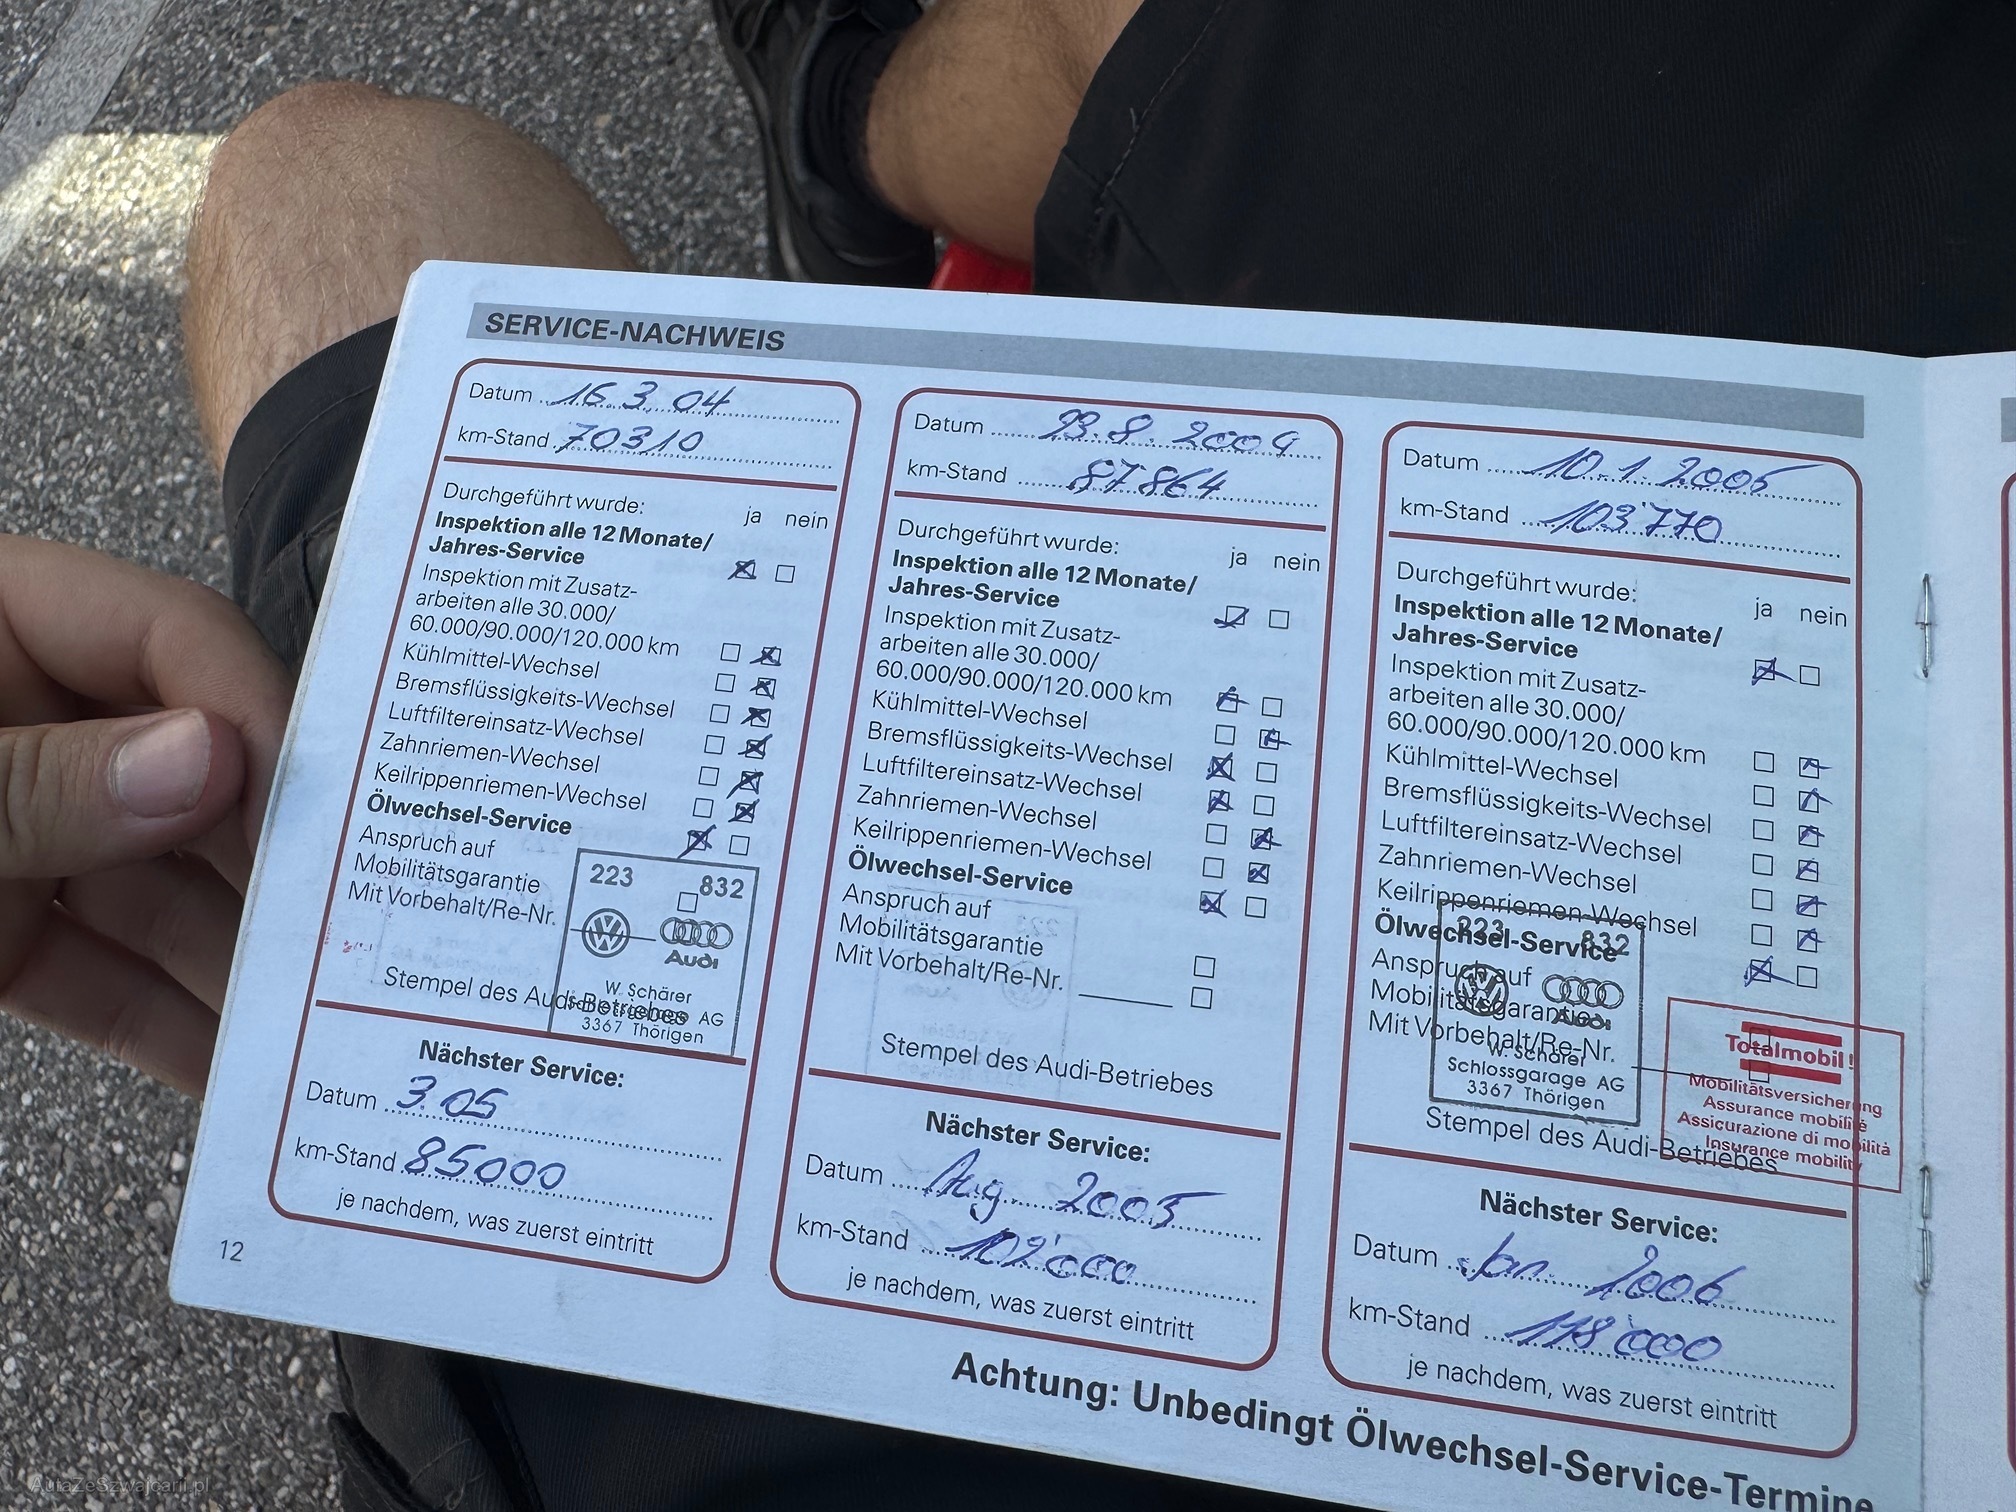 SERVICE-NACHWEIS
Datum 16.3.04
km-Stand 70310
Durchgeführt wurde:
ja nein
Inspektion alle 12 Monate/
Jahres-Service
Inspektion mit Zusatz-
arbeiten alle 30.000/
60.000/90.000/120.000 km
Kühlmittel-Wechsel
Bremsflüssigkeits-Wechsel
Luftfiltereinsatz-Wechsel
Zahnriemen-Wechsel
Keilrippenriemen-Wechsel
Ölwechsel-Service
Anspruch auf
Mobilitätsgarantie
Mit Vorbehalt/Re-Nr.
223 832
Audi
W. Schärer
Schlossgarage AG
3367 Thörigen
Stempel des Audi-Betriebes
Nächster Service:
Datum 3.05
km-Stand 85000
je nachdem, was zuerst eintritt
12
Datum 23.8.2004
km-Stand 87'864
Durchgeführt wurde:
ja nein
Inspektion alle 12 Monate/
Jahres-Service
Inspektion mit Zusatz-
arbeiten alle 30.000/
60.000/90.000/120.000 km
Kühlmittel-Wechsel
Bremsflüssigkeits-Wechsel
Luftfiltereinsatz-Wechsel
Zahnriemen-Wechsel
Keilrippenriemen-Wechsel
Ölwechsel-Service
Anspruch auf
Mobilitätsgarantie
Mit Vorbehalt/Re-Nr.
Stempel des Audi-Betriebes
Nächster Service:
Datum Aug 2005
km-Stand 102'000
je nachdem, was zuerst eintritt
Datum 10.1.2005
km-Stand 103'770
Durchgeführt wurde:
ja nein
Inspektion alle 12 Monate/
Jahres-Service
Inspektion mit Zusatz-
arbeiten alle 30.000/
60.000/90.000/120.000 km
Kühlmittel-Wechsel
Bremsflüssigkeits-Wechsel
Luftfiltereinsatz-Wechsel
Zahnriemen-Wechsel
Keilrippenriemen-Wechsel
Ölwechsel-Service
Anspruch auf
Mobilitätsgarantie
Mit Vorbehalt/Re-Nr.
223 832
Audi
W. Schärer
Schlossgarage AG
3367 Thörigen
Totalmobil!
Mobilitätsversicherung
Assurance mobilité
Assicurazione di mobilità
Insurance mobility
Stempel des Audi-Betriebes
Nächster Service:
Datum Jan. 2006
km-Stand 118'000
je nachdem, was zuerst eintritt
Achtung: Unbedingt Ölwechsel-Service-Termine
AutaZeSzwajcarii.pl